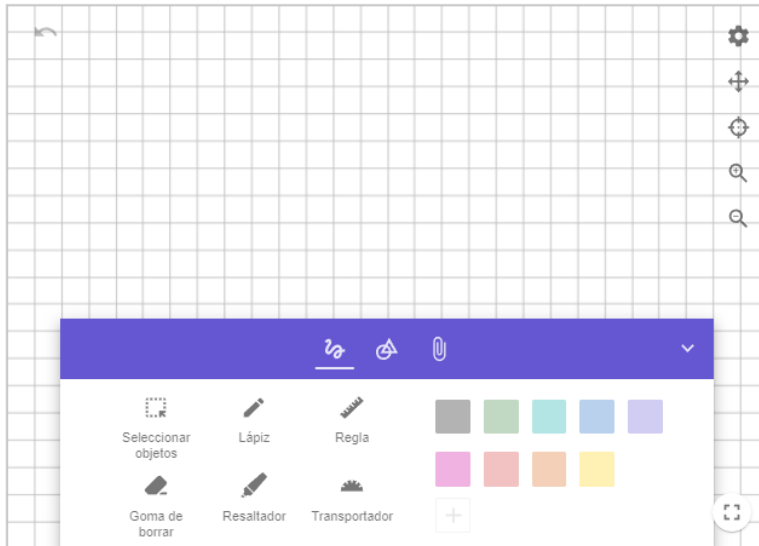 Seleccionar
objetos
Lápiz
Regla
Goma de
borrar
Resaltador
Transportador